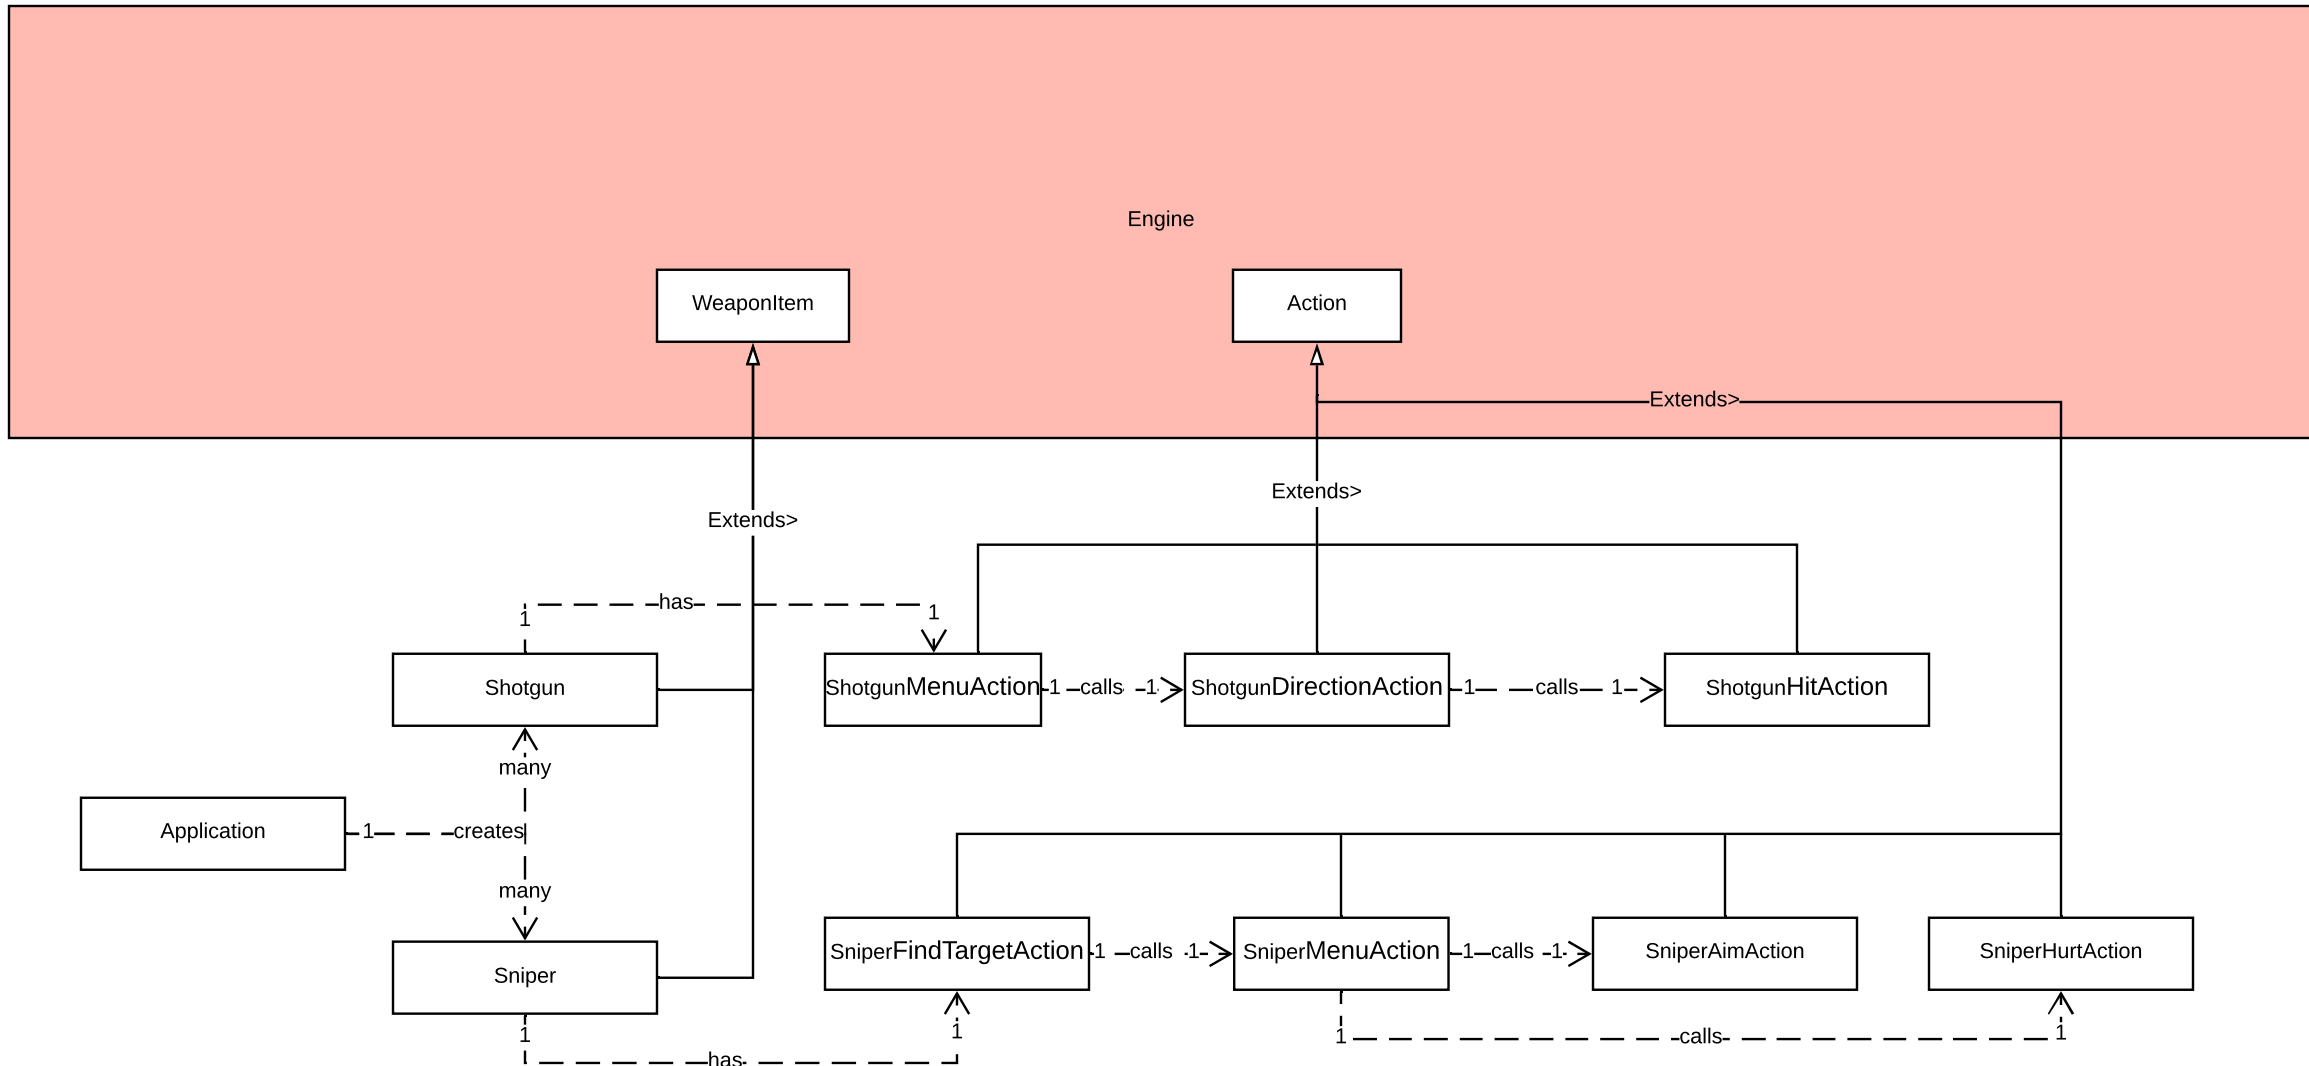 Engine
WeaponItem
Action
Extends>
Extends>
Extends>
has
1
1
Shotgun
ShotgunMenuAction
1
calls
1
ShotgunDirectionAction
1
calls
1
ShotgunHitAction
many
Application
1
creates
many
Sniper
SniperFindTargetAction
1
calls
1
SniperMenuAction
1
calls
1
SniperAimAction
SniperHurtAction
1
has
1
1
calls
1